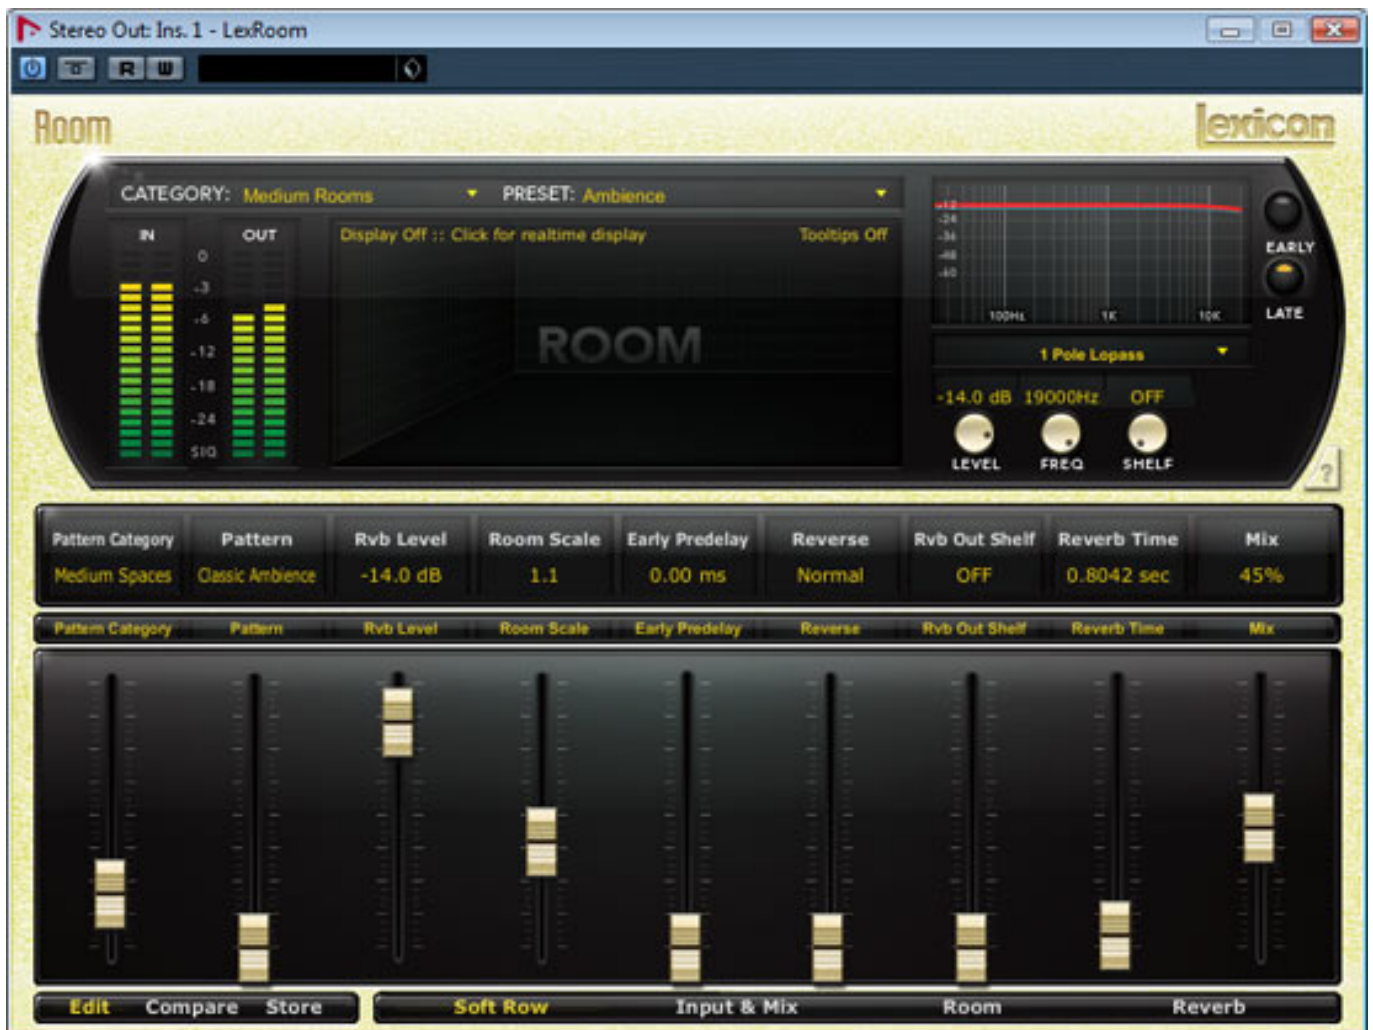 Stereo Out: Ins. 1 - LexRoom
R W
Room
lexicon
CATEGORY: Medium Rooms PRESET: Ambience
IN OUT
Display Off :: Click for realtime display Tooltips Off
0
-3
-6
-12
-18
-24
SIG
ROOM
-12
-24
-36
-48
-60
100Hz 1K 10K
EARLY
LATE
1 Pole Lopass
-14.0 dB 19000Hz OFF
LEVEL FREQ SHELF
?
Pattern Category Pattern Rvb Level Room Scale Early Predelay Reverse Rvb Out Shelf Reverb Time Mix
Medium Spaces Classic Ambience -14.0 dB 1.1 0.00 ms Normal OFF 0.8042 sec 45%
Pattern Category Pattern Rvb Level Room Scale Early Predelay Reverse Rvb Out Shelf Reverb Time Mix
Edit Compare Store Soft Row Input & Mix Room Reverb